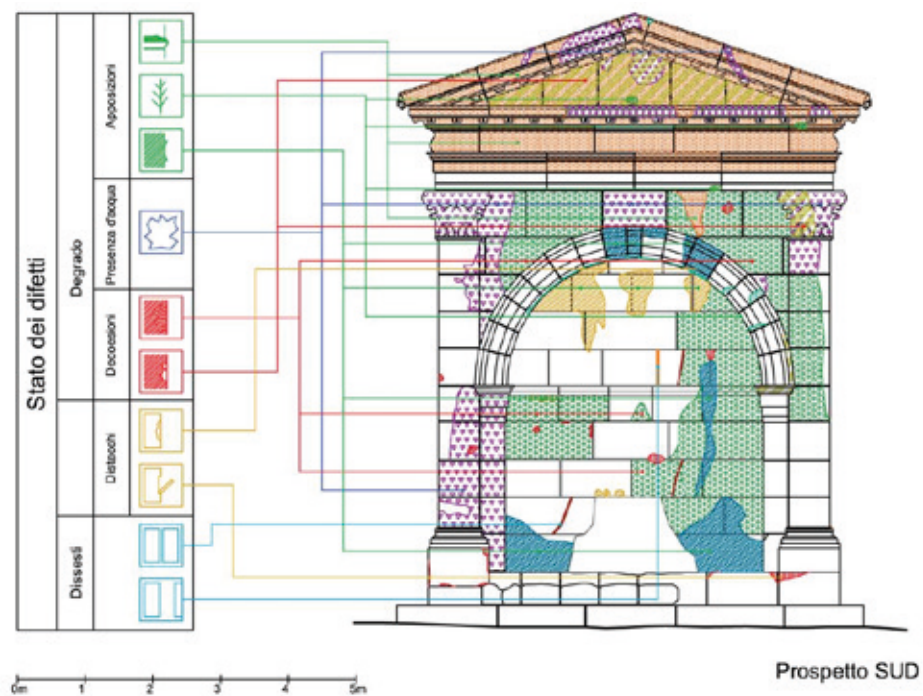 Stato dei difetti
Degrado
Dissesti
Apposizioni
Presenza d'acqua
Decoesioni
Distacchi
0m 1 2 3 4 5m
Prospetto SUD